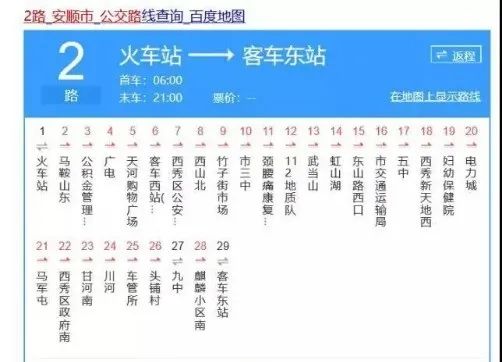 2路_安顺市_公交路线查询_百度地图
2
路
火车站 → 客车东站
返程
首车：06:00
末车：21:00 票价：--
在地图上显示路线
1 2 3 4 5 6 7 8 9 10 11 12 13 14 15 16 17 18 19 20
火车站
马鞍山东
公积金管理…
广电
天河购物广场
客车西站(…
西秀区公安…
西山北
竹子街市场
市三中
颈腰痛康复…
112地质队
武当山
虹山湖
东山路西口
市交通运输局
五中
西秀新天地西
妇幼保健院
电力城
21 22 23 24 25 26 27 28 29
马军屯
西秀区政府南
甘河南
川河
车管所
头铺村
九中
麒麟小区南
客车东站